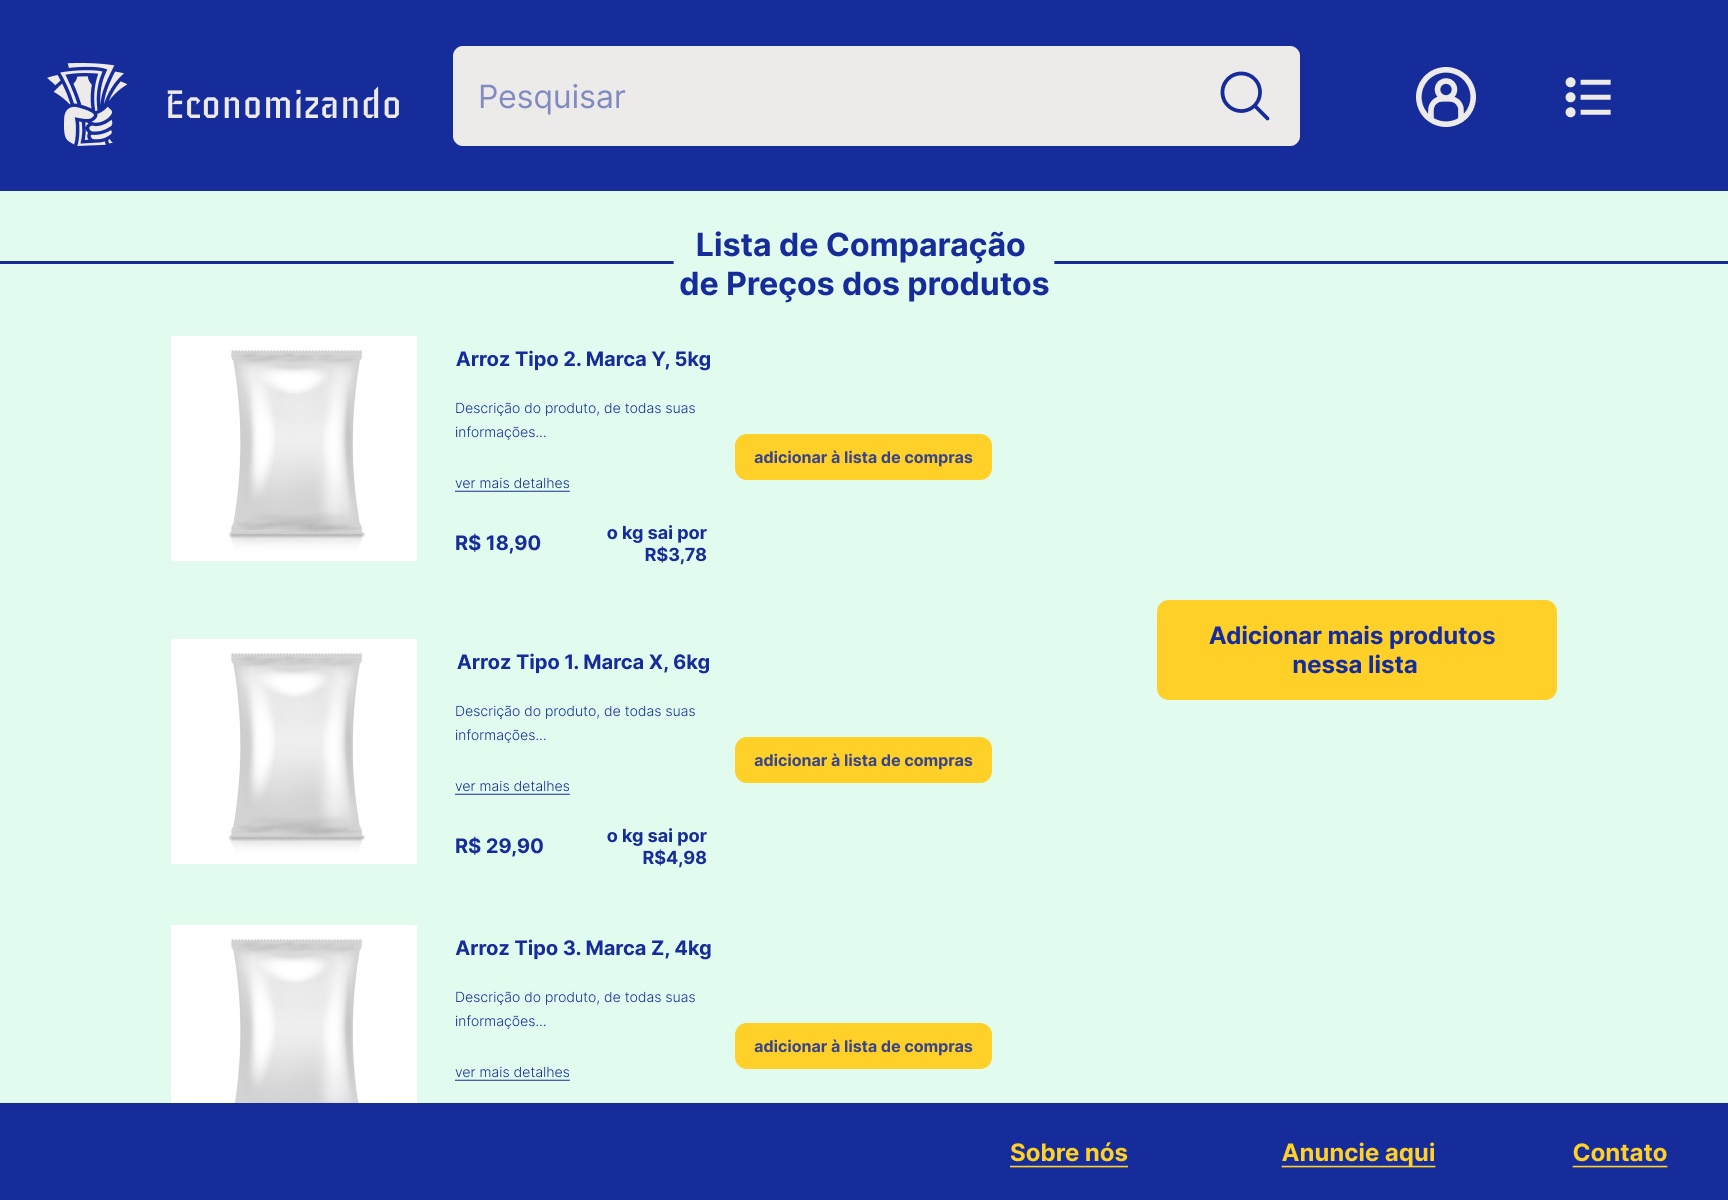 Economizando
Pesquisar
Lista de Comparação
de Preços dos produtos
Arroz Tipo 2. Marca Y, 5kg
Descrição do produto, de todas suas
informações...
adicionar à lista de compras
ver mais detalhes
R$ 18,90
o kg sai por
R$3,78
Adicionar mais produtos
nessa lista
Arroz Tipo 1. Marca X, 6kg
Descrição do produto, de todas suas
informações...
adicionar à lista de compras
ver mais detalhes
R$ 29,90
o kg sai por
R$4,98
Arroz Tipo 3. Marca Z, 4kg
Descrição do produto, de todas suas
informações...
adicionar à lista de compras
ver mais detalhes
Sobre nós
Anuncie aqui
Contato